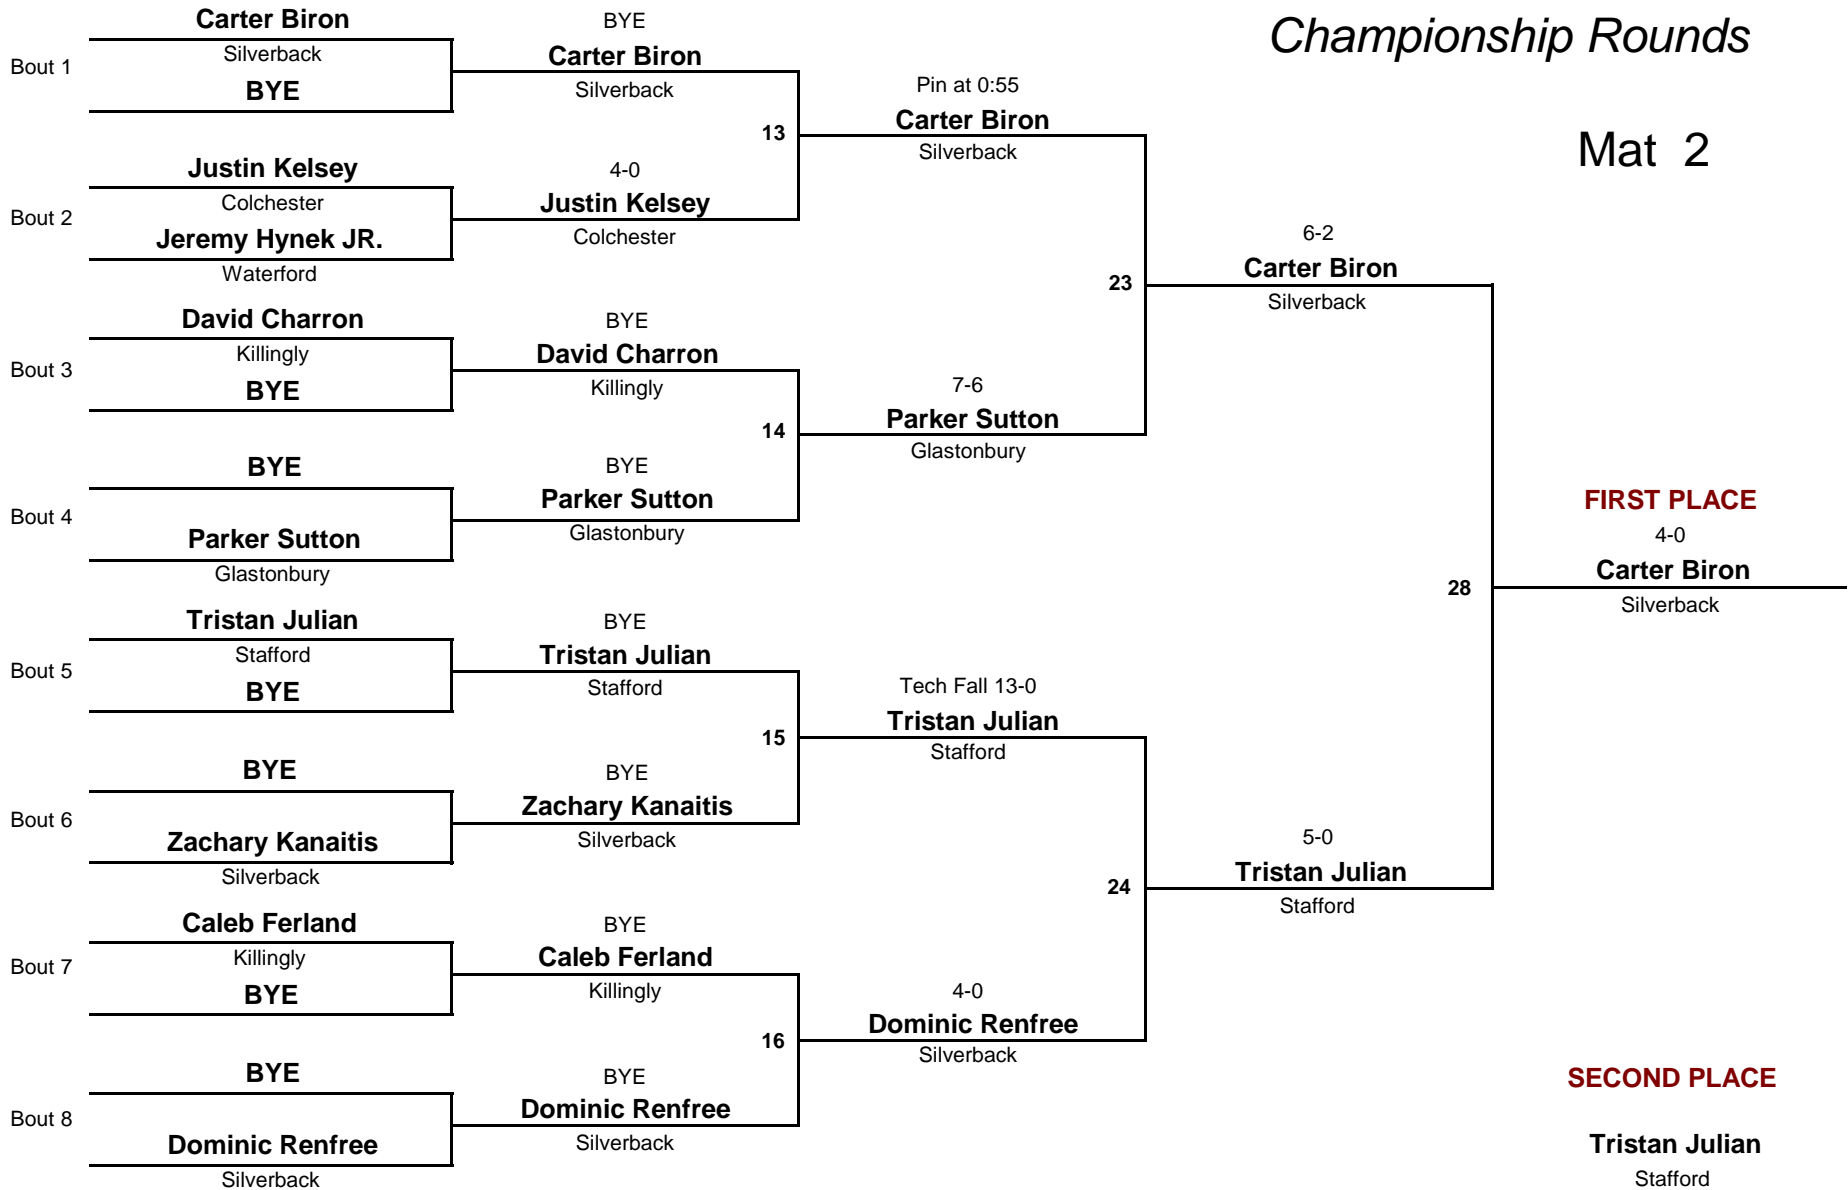 Championship Rounds
Mat 2
Bout 1
Carter Biron
Silverback
BYE
Bout 2
Justin Kelsey
Colchester
Jeremy Hynek JR.
Waterford
Bout 3
David Charron
Killingly
BYE
Bout 4
BYE
Parker Sutton
Glastonbury
Bout 5
Tristan Julian
Stafford
BYE
Bout 6
BYE
Zachary Kanaitis
Silverback
Bout 7
Caleb Ferland
Killingly
BYE
Bout 8
BYE
Dominic Renfree
Silverback
BYE
Carter Biron
Silverback
13
4-0
Justin Kelsey
Colchester
BYE
David Charron
Killingly
14
BYE
Parker Sutton
Glastonbury
BYE
Tristan Julian
Stafford
15
BYE
Zachary Kanaitis
Silverback
BYE
Caleb Ferland
Killingly
16
BYE
Dominic Renfree
Silverback
Pin at 0:55
Carter Biron
Silverback
23
7-6
Parker Sutton
Glastonbury
Tech Fall 13-0
Tristan Julian
Stafford
24
4-0
Dominic Renfree
Silverback
6-2
Carter Biron
Silverback
28
5-0
Tristan Julian
Stafford
FIRST PLACE
4-0
Carter Biron
Silverback
SECOND PLACE
Tristan Julian
Stafford